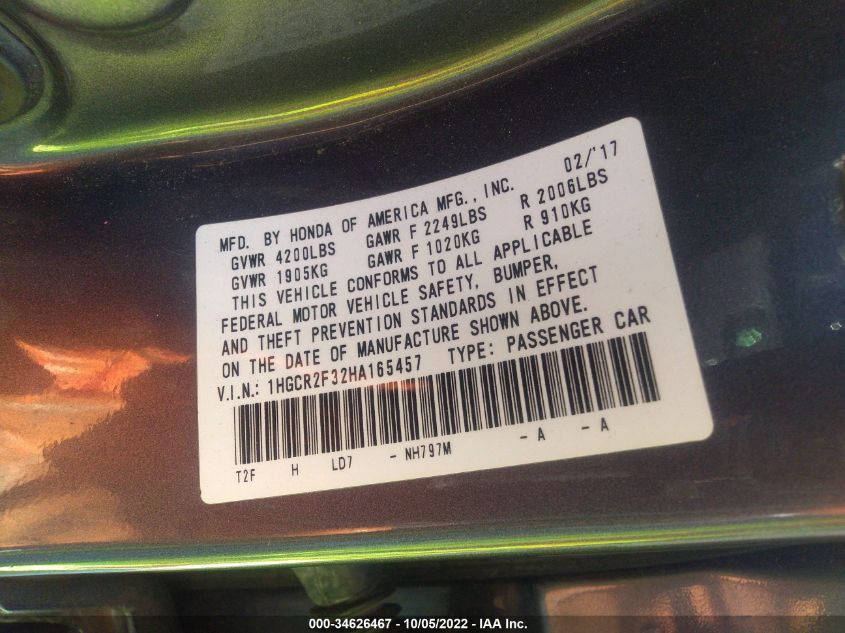 MFD. BY HONDA OF AMERICA MFG., INC. 02/'17
GVWR 4200LBS GAWR F 2249LBS R 2006LBS
GVWR 1905KG GAWR F 1020KG R 910KG
THIS VEHICLE CONFORMS TO ALL APPLICABLE
FEDERAL MOTOR VEHICLE SAFETY, BUMPER,
AND THEFT PREVENTION STANDARDS IN EFFECT
ON THE DATE OF MANUFACTURE SHOWN ABOVE.
V.I.N.: 1HGCR2F32HA165457 TYPE: PASSENGER CAR
T2F H LD7 - NH797M - A - A
000-34626467 - 10/05/2022 - IAA Inc.